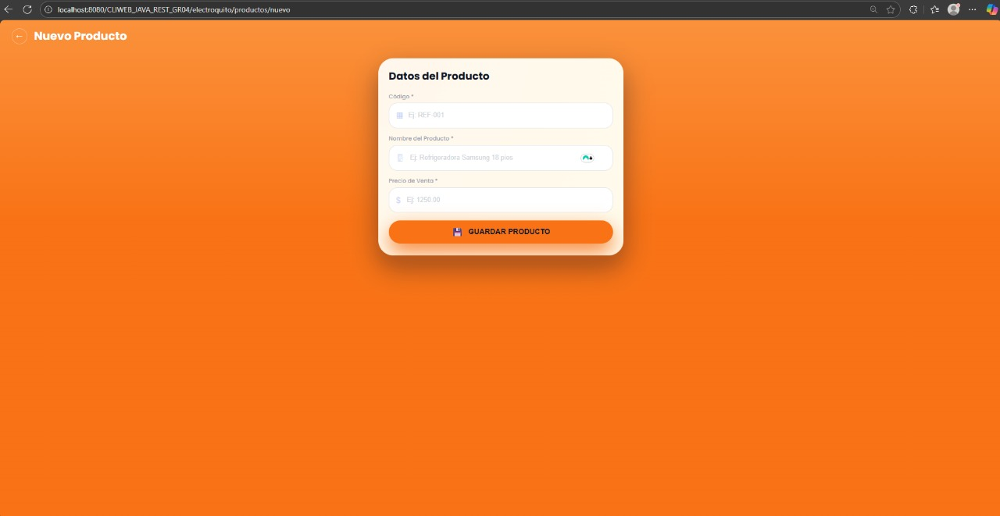 localhost:8080/CLIWEB_JAVA_REST_GR04/electroquito/productos/nuevo
← Nuevo Producto
Datos del Producto
Código *
Ej: REF-001
Nombre del Producto *
Ej: Refrigeradora Samsung 18 pies
Precio de Venta *
$ Ej: 1250.00
GUARDAR PRODUCTO